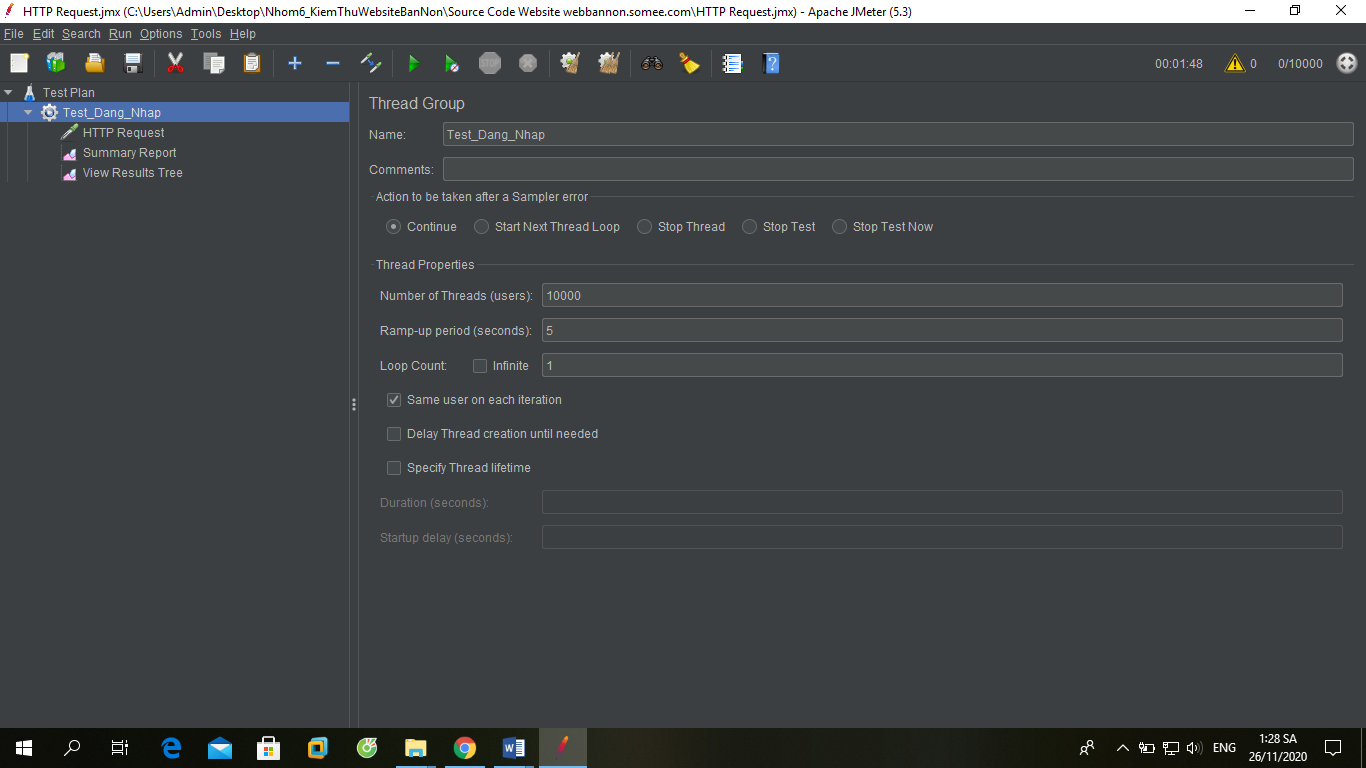 HTTP Request.jmx (C:\Users\Admin\Desktop\Nhom6_KiemThuWebsiteBanNon\Source Code Website webbannon.somee.com\HTTP Request.jmx) - Apache JMeter (5.3)
File Edit Search Run Options Tools Help
STOP 00:01:48 0 0/10000
Test Plan
Test_Dang_Nhap
HTTP Request
Summary Report
View Results Tree
Thread Group
Name: Test_Dang_Nhap
Comments:
Action to be taken after a Sampler error
Continue Start Next Thread Loop Stop Thread Stop Test Stop Test Now
Thread Properties
Number of Threads (users): 10000
Ramp-up period (seconds): 5
Loop Count: Infinite 1
Same user on each iteration
Delay Thread creation until needed
Specify Thread lifetime
Duration (seconds):
Startup delay (seconds):
ENG
1:28 SA
26/11/2020